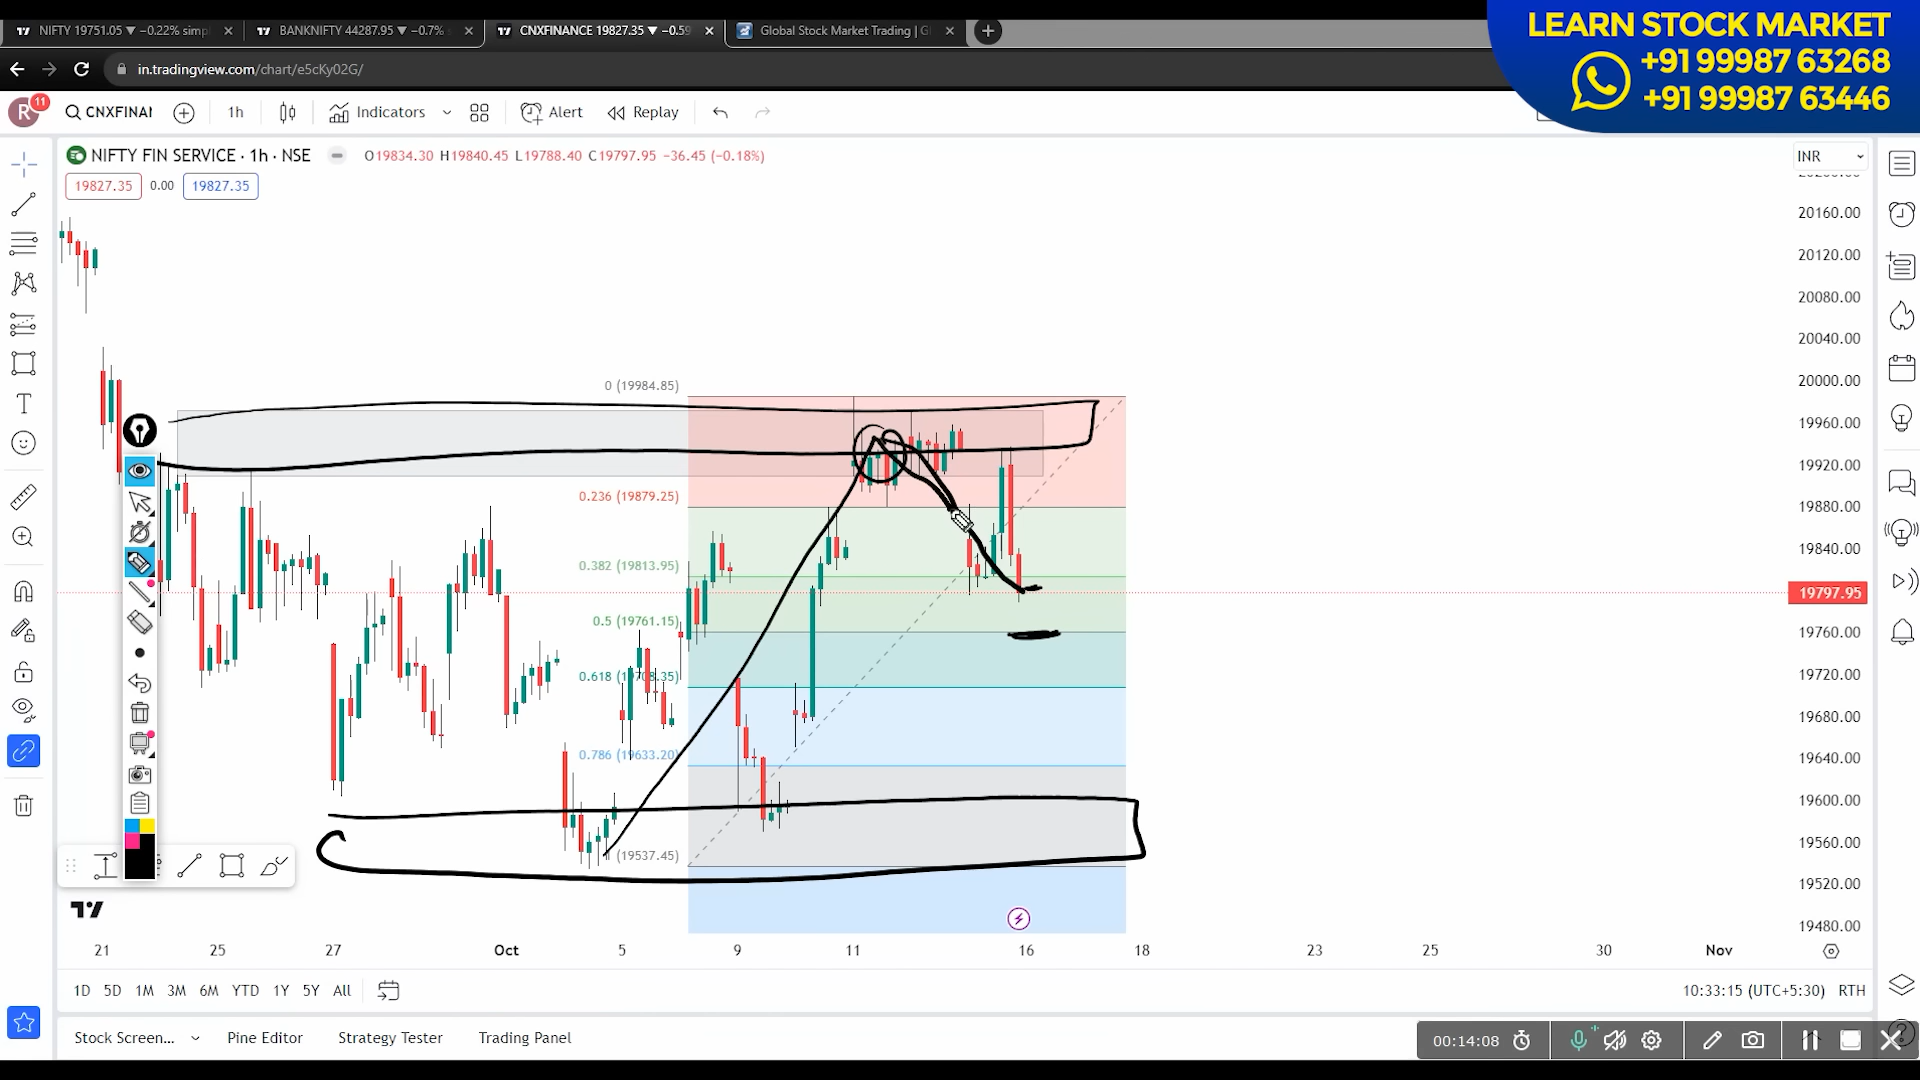 NIFTY 19751.05 ▼ −0.22% simpl
BANKNIFTY 44287.95 ▼ −0.7%
CNXFINANCE 19827.35 ▼ −0.59
Global Stock Market Trading | Gl
LEARN STOCK MARKET
+91 99987 63268
+91 99987 63446
in.tradingview.com/chart/e5cKy02G/
R
11
CNXFINAI
1h
Indicators
Alert
Replay
NIFTY FIN SERVICE · 1h · NSE
O19834.30 H19840.45 L19788.40 C19797.95 −36.45 (−0.18%)
INR
19827.35
0.00
19827.35
20160.00
20120.00
20080.00
20040.00
20000.00
19960.00
19920.00
19880.00
19840.00
19797.95
19760.00
19720.00
19680.00
19640.00
19600.00
19560.00
19520.00
19480.00
0 (19984.85)
0.236 (19879.25)
0.382 (19813.95)
0.5 (19761.15)
0.618 (19708.35)
0.786 (19633.20)
(19537.45)
21
25
27
Oct
5
9
11
16
18
23
25
30
Nov
1D 5D 1M 3M 6M YTD 1Y 5Y All
10:33:15 (UTC+5:30) RTH
Stock Screen...
Pine Editor
Strategy Tester
Trading Panel
00:14:08